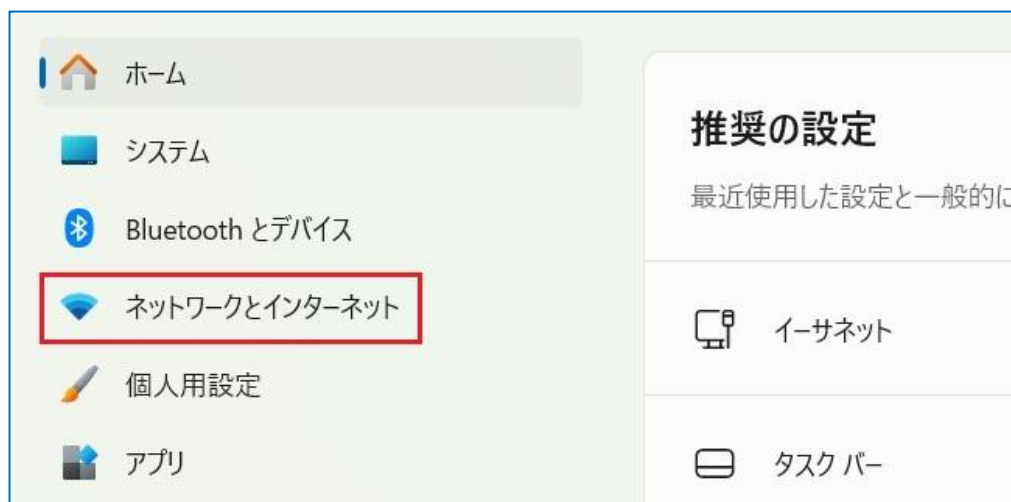 ホーム
システム
Bluetooth とデバイス
ネットワークとインターネット
個人用設定
アプリ
推奨の設定
最近使用した設定と一般的に
イーサネット
タスク バー